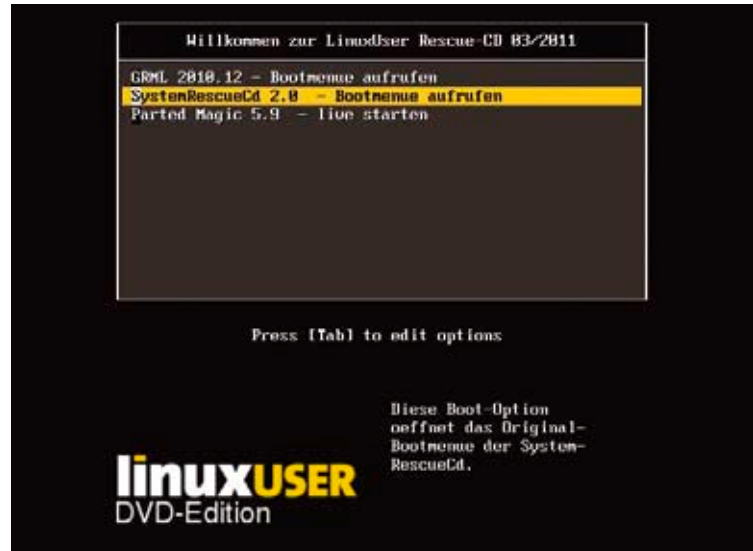 Willkommen zur LinuxUser Rescue-CD 03/2011
GRML 2010.12 - Bootmenue aufrufen
SystemRescueCd 2.0 - Bootmenue aufrufen
Parted Magic 5.9 - live starten
Press [Tab] to edit options
Diese Boot-Option
oeffnet das Original-
Bootmenue der System-
RescueCd.
linuxUSER
DVD-Edition